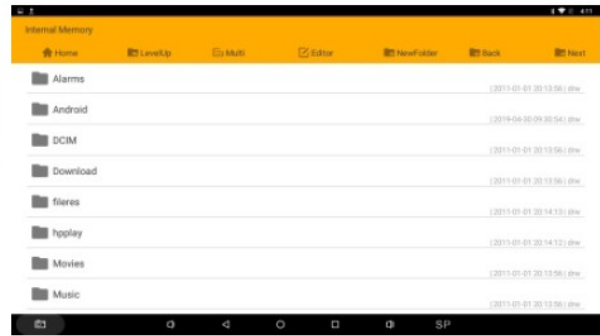 4:11
Internal Memory
Home LevelUp Multi Editor NewFolder Back Next
Alarms
| 2011-01-01 20:13:56 | drw
Android
| 2019-04-30 09:30:54 | drw
DCIM
| 2011-01-01 20:13:56 | drw
Download
| 2011-01-01 20:13:56 | drw
fileres
| 2011-01-01 20:14:13 | drw
hpplay
| 2011-01-01 20:14:12 | drw
Movies
| 2011-01-01 20:13:56 | drw
Music
| 2011-01-01 20:13:56 | drw
SP